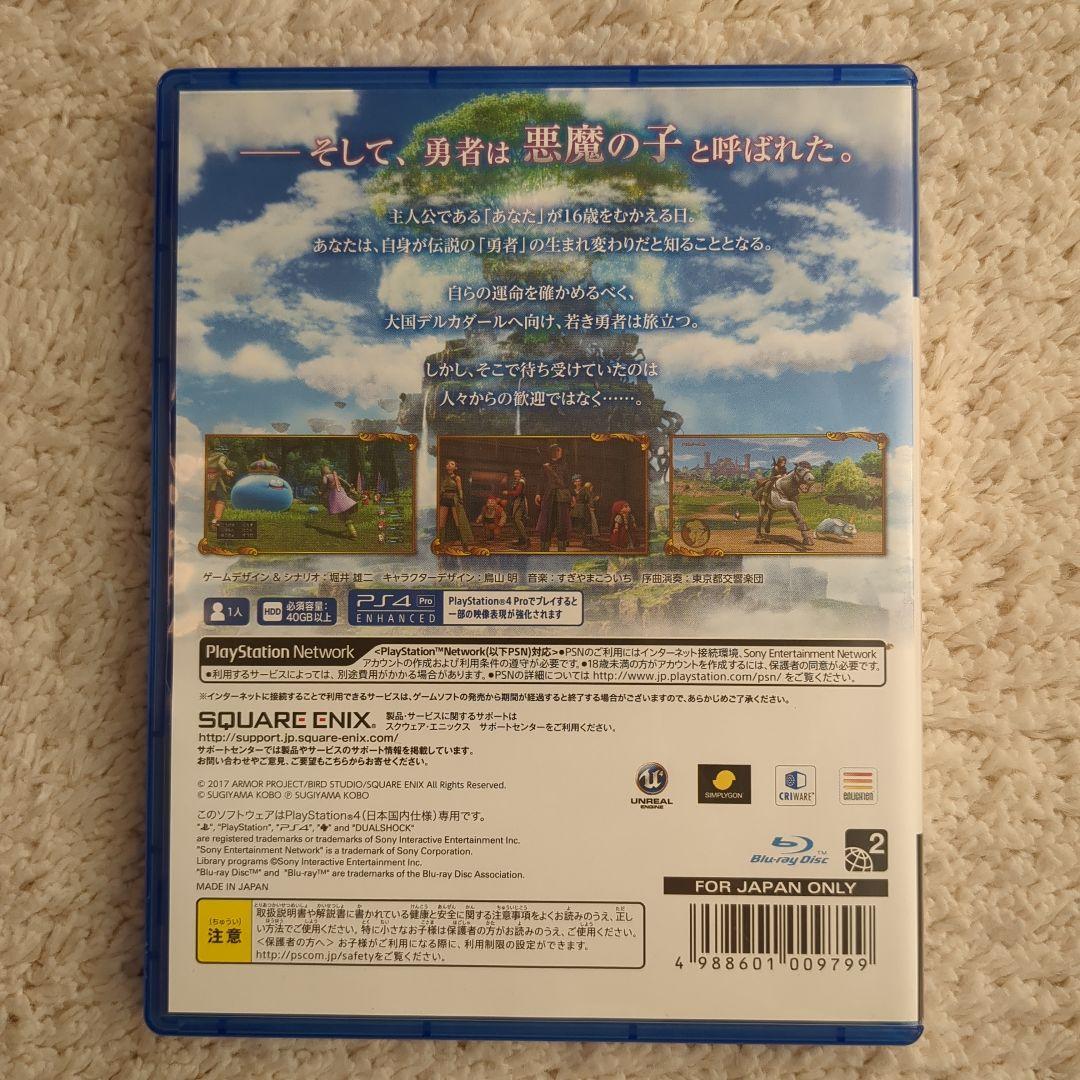 ── そして、勇者は 悪魔の子 と呼ばれた。
主人公である「あなた」が16歳をむかえる日。
あなたは、自身が伝説の「勇者」の生まれ変わりだと知ることとなる。
自らの運命を確かめるべく、
大国デルカダールへ向け、若き勇者は旅立つ。
しかし、そこで待ち受けていたのは
人々からの歓迎ではなく……。
ゲームデザイン & シナリオ：堀井 雄二 キャラクターデザイン：鳥山 明 音楽：すぎやまこういち 序曲演奏：東京都交響楽団
1人
HDD 必須容量：
40GB以上
PS4 Pro
ENHANCED
PlayStation®4 Proでプレイすると
一部の映像表現が強化されます
PlayStation Network
<PlayStation™Network(以下PSN)対応>●PSNのご利用にはインターネット接続環境、Sony Entertainment Network
アカウントの作成および利用条件の遵守が必要です。●18歳未満の方がアカウントを作成するには、保護者の同意が必要です。
●利用するサービスによっては、別途費用がかかる場合があります。●PSNの詳細については http://www.jp.playstation.com/psn/ をご覧ください。
※インターネットに接続することで利用できるサービスは、ゲームソフトの発売から期間が経過すると終了する場合がございますので、あらかじめご了承ください。
SQUARE ENIX®
製品・サービスに関するサポートは
スクウェア・エニックス サポートセンターをご利用ください。
http://support.jp.square-enix.com/
サポートセンターでは製品やサービスのサポート情報を掲載しています。
お問い合わせやご意見、ご要望もこちらからお寄せください。
© 2017 ARMOR PROJECT/BIRD STUDIO/SQUARE ENIX All Rights Reserved.
© SUGIYAMA KOBO ℗ SUGIYAMA KOBO
UNREAL
ENGINE
SIMPLYGON
CRIWARE™
enlighten
このソフトウェアはPlayStation®4（日本国内仕様）専用です。
"PlayStation", "PS4", and "DUALSHOCK"
are registered trademarks or trademarks of Sony Interactive Entertainment Inc.
"Sony Entertainment Network" is a trademark of Sony Corporation.
Library programs ©Sony Interactive Entertainment Inc.
"Blu-ray Disc™" and "Blu-ray™" are trademarks of the Blu-ray Disc Association.
MADE IN JAPAN
Blu-ray Disc™
2
FOR JAPAN ONLY
（ちゅうい）
注意
取扱説明書や解説書に書かれている健康と安全に関する注意事項をよくお読みのうえ、正し
い方法でご使用ください。特に小さなお子様は保護者の方がお読みのうえ、ご使用ください。
＜保護者の方へ＞ お子様がご利用になる際に、利用制限の設定ができます。
http://pscom.jp/safetyをご覧ください。
4 988601 009799